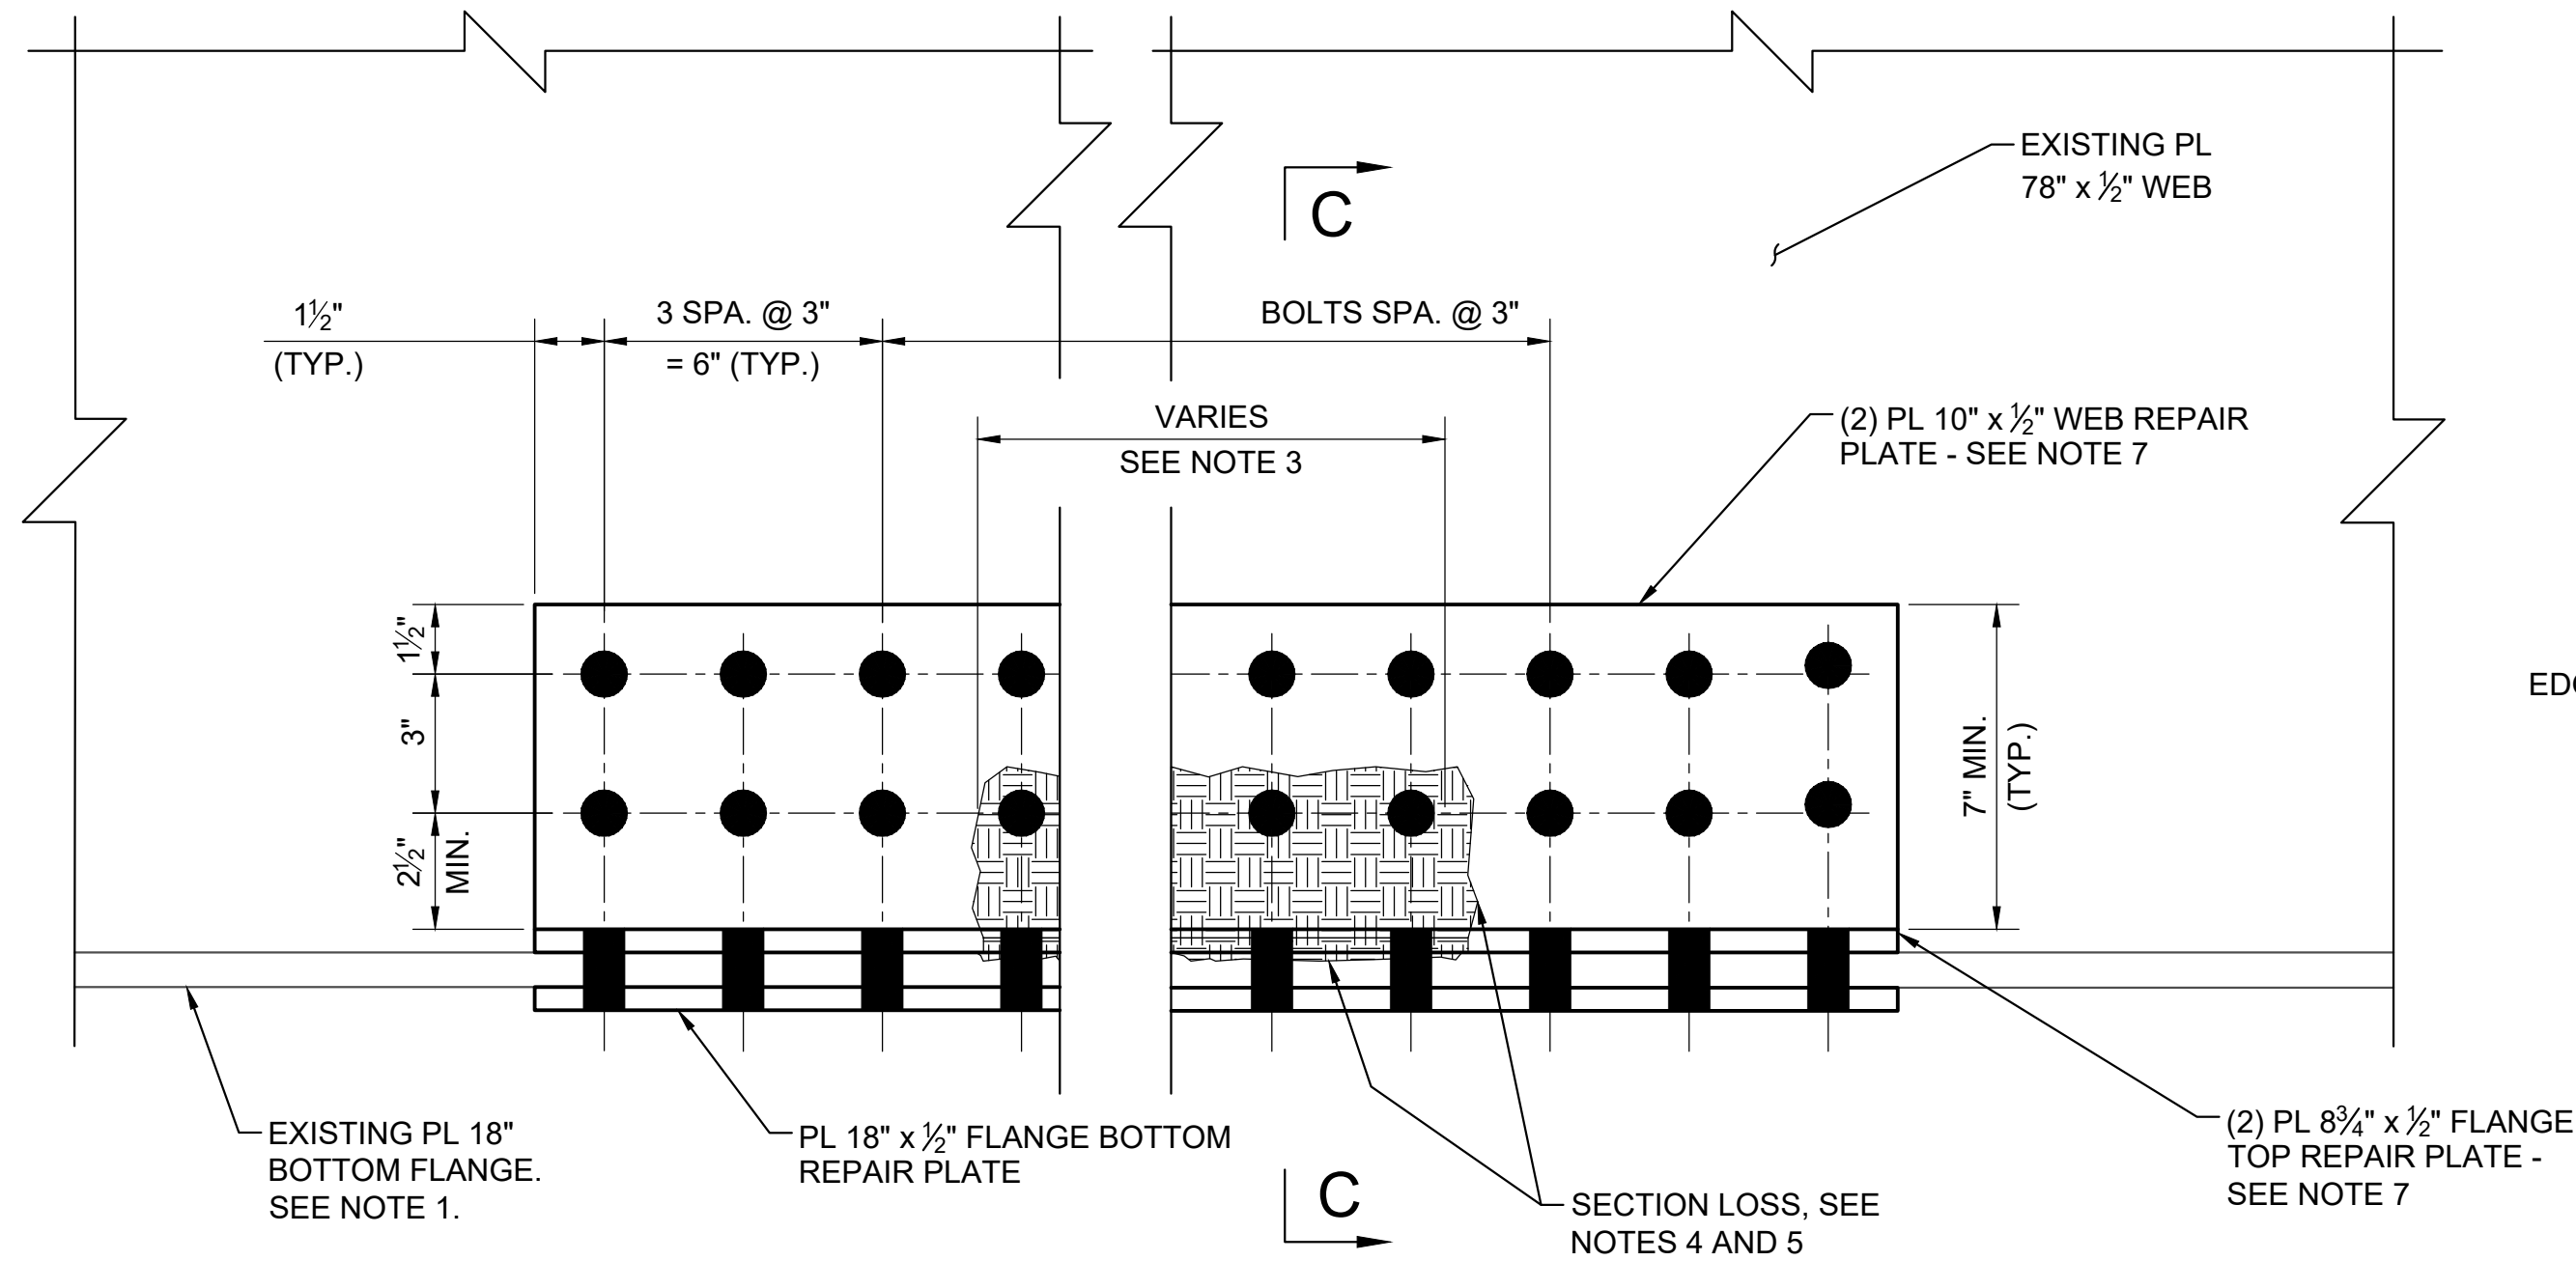 EXISTING PL
78" x ½" WEB
C
1½"
(TYP.)
3 SPA. @ 3"
= 6" (TYP.)
BOLTS SPA. @ 3"
VARIES
SEE NOTE 3
(2) PL 10" x ½" WEB REPAIR
PLATE - SEE NOTE 7
1½"
3"
2½"
MIN.
7" MIN.
(TYP.)
EXISTING PL 18"
BOTTOM FLANGE.
SEE NOTE 1.
PL 18" x ½" FLANGE BOTTOM
REPAIR PLATE
C
SECTION LOSS, SEE
NOTES 4 AND 5
(2) PL 8¾" x ½" FLANGE
TOP REPAIR PLATE -
SEE NOTE 7